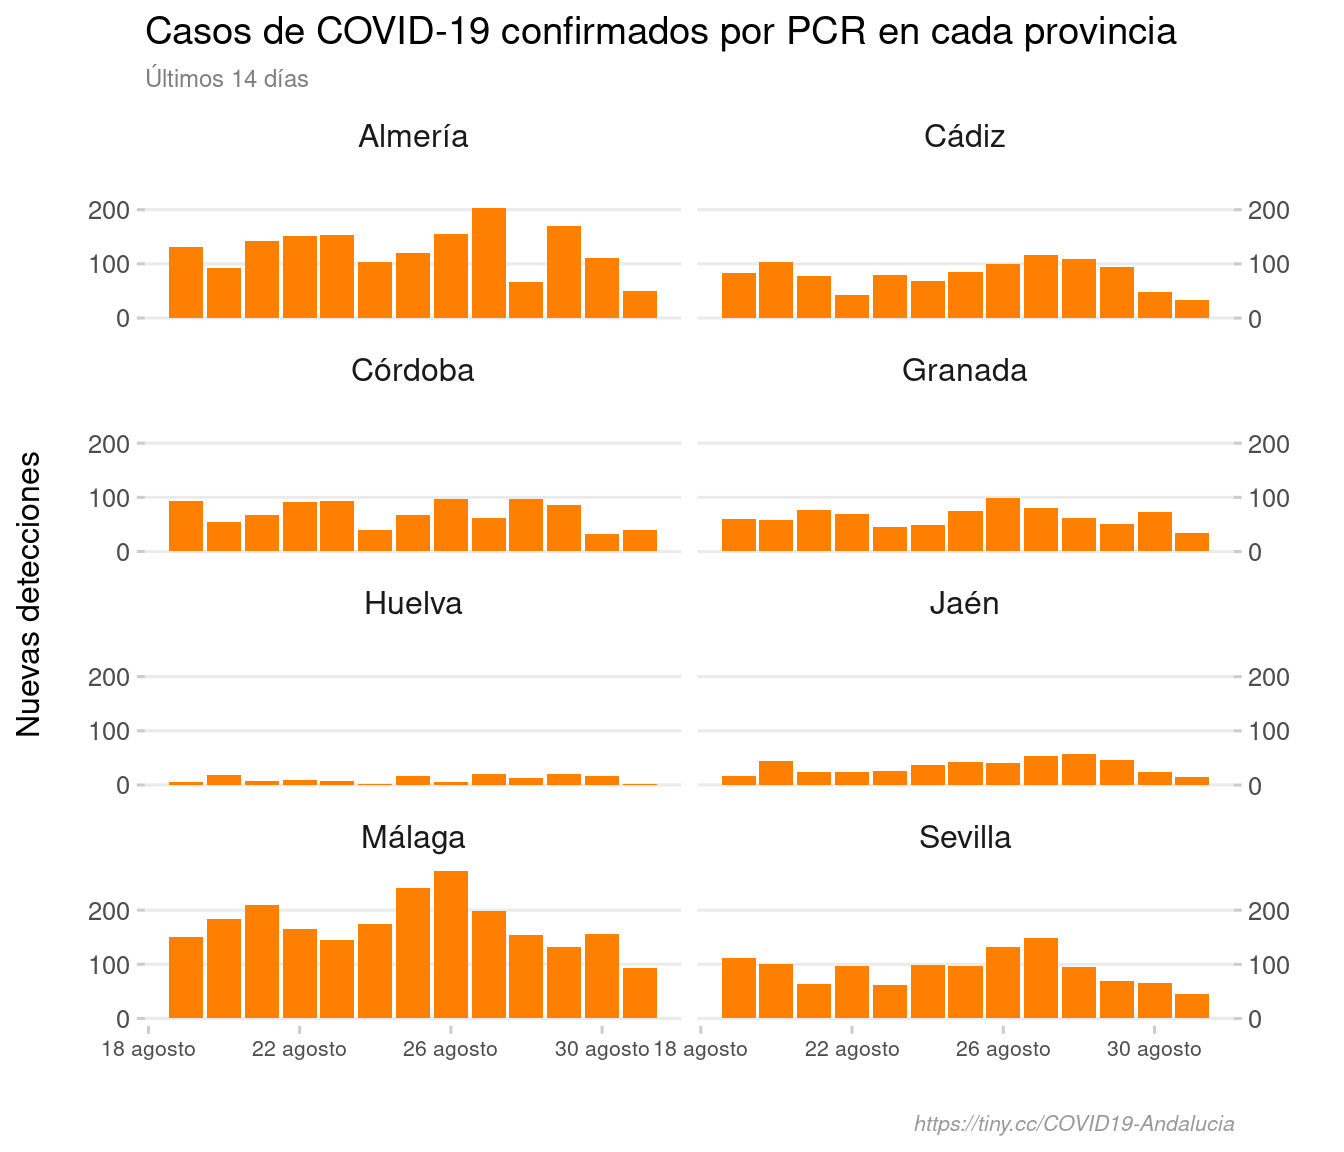 Casos de COVID-19 confirmados por PCR en cada provincia
Últimos 14 días
Almería
Cádiz
200
100
0
200
100
0
Córdoba
Granada
200
100
0
200
100
0
Nuevas detecciones
Huelva
Jaén
200
100
0
200
100
0
Málaga
Sevilla
200
100
0
200
100
0
18 agosto 22 agosto 26 agosto 30 agosto 18 agosto 22 agosto 26 agosto 30 agosto
https://tiny.cc/COVID19-Andalucia